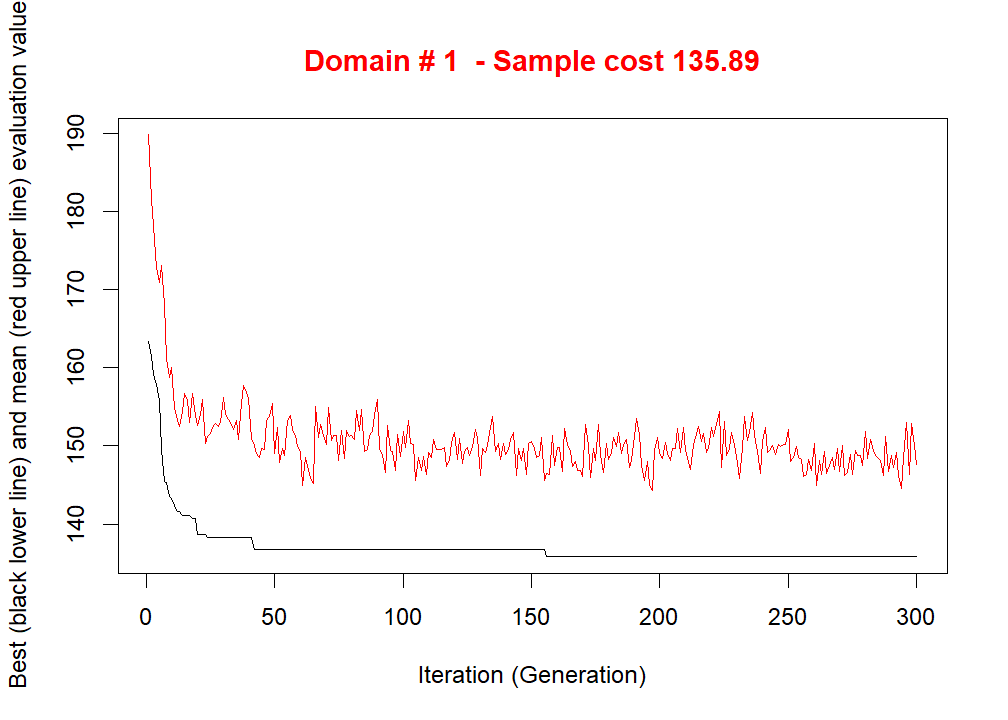 Domain # 1  - Sample cost 135.89
Best (black lower line) and mean (red upper line) evaluation value
190
180
170
160
150
140
0 50 100 150 200 250 300
Iteration (Generation)